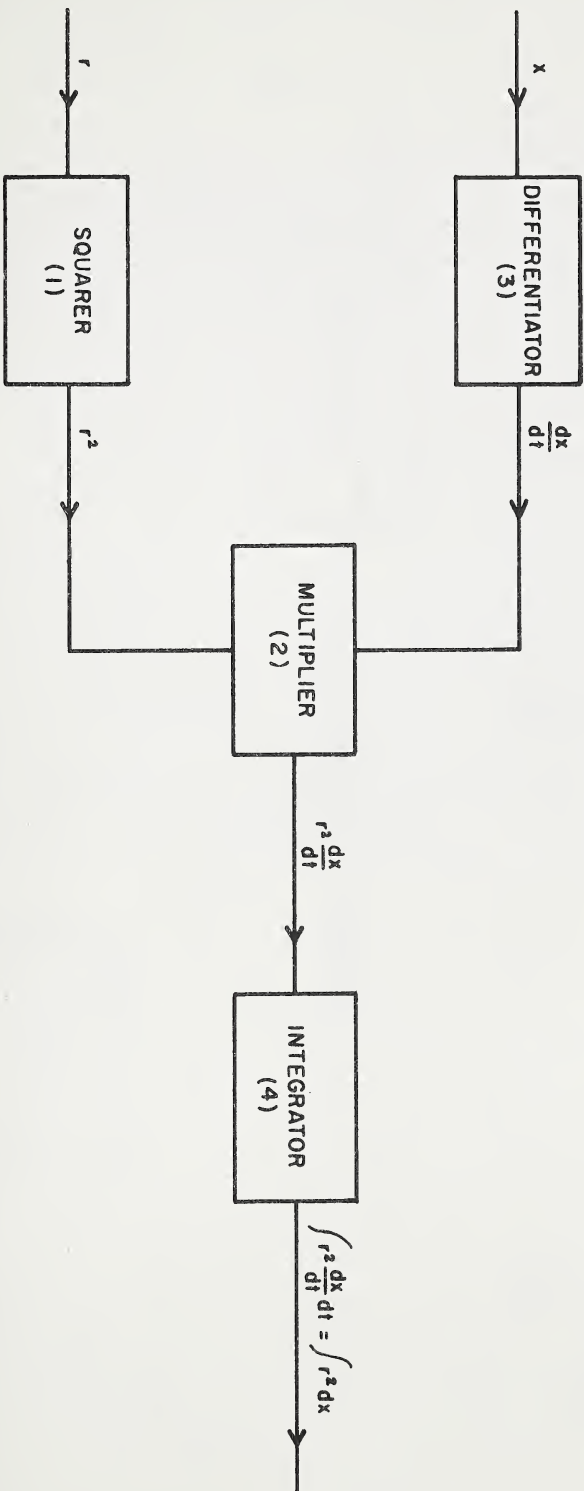 x
DIFFERENTIATOR
(3)
dx/dt
r
SQUARER
(1)
r²
MULTIPLIER
(2)
r² dx/dt
INTEGRATOR
(4)
∫ r² dx/dt dt = ∫ r² dx